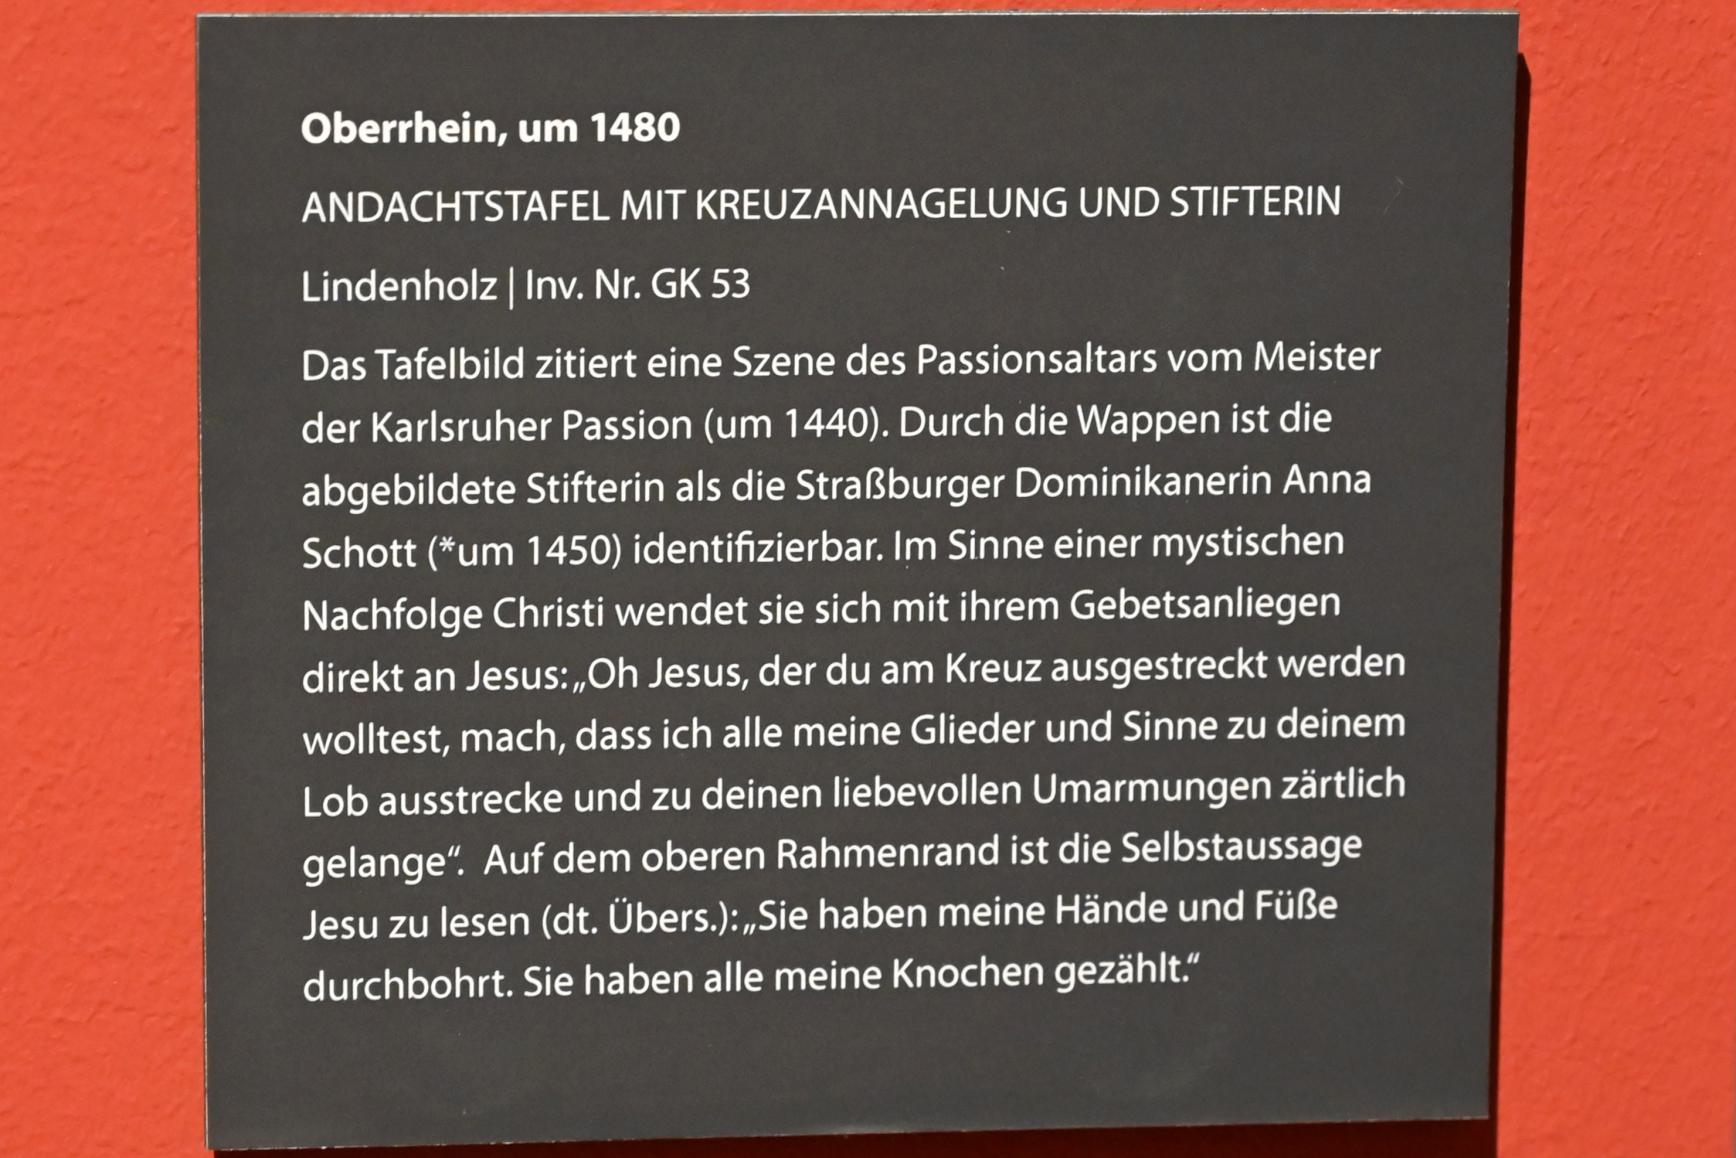 Oberrhein, um 1480
ANDACHTSTAFEL MIT KREUZANNAGELUNG UND STIFTERIN
Lindenholz | Inv. Nr. GK 53
Das Tafelbild zitiert eine Szene des Passionsaltars vom Meister
der Karlsruher Passion (um 1440). Durch die Wappen ist die
abgebildete Stifterin als die Straßburger Dominikanerin Anna
Schott (*um 1450) identifizierbar. Im Sinne einer mystischen
Nachfolge Christi wendet sie sich mit ihrem Gebetsanliegen
direkt an Jesus: „Oh Jesus, der du am Kreuz ausgestreckt werden
wolltest, mach, dass ich alle meine Glieder und Sinne zu deinem
Lob ausstrecke und zu deinen liebevollen Umarmungen zärtlich
gelange“. Auf dem oberen Rahmenrand ist die Selbstaussage
Jesu zu lesen (dt. Übers.): „Sie haben meine Hände und Füße
durchbohrt. Sie haben alle meine Knochen gezählt.“